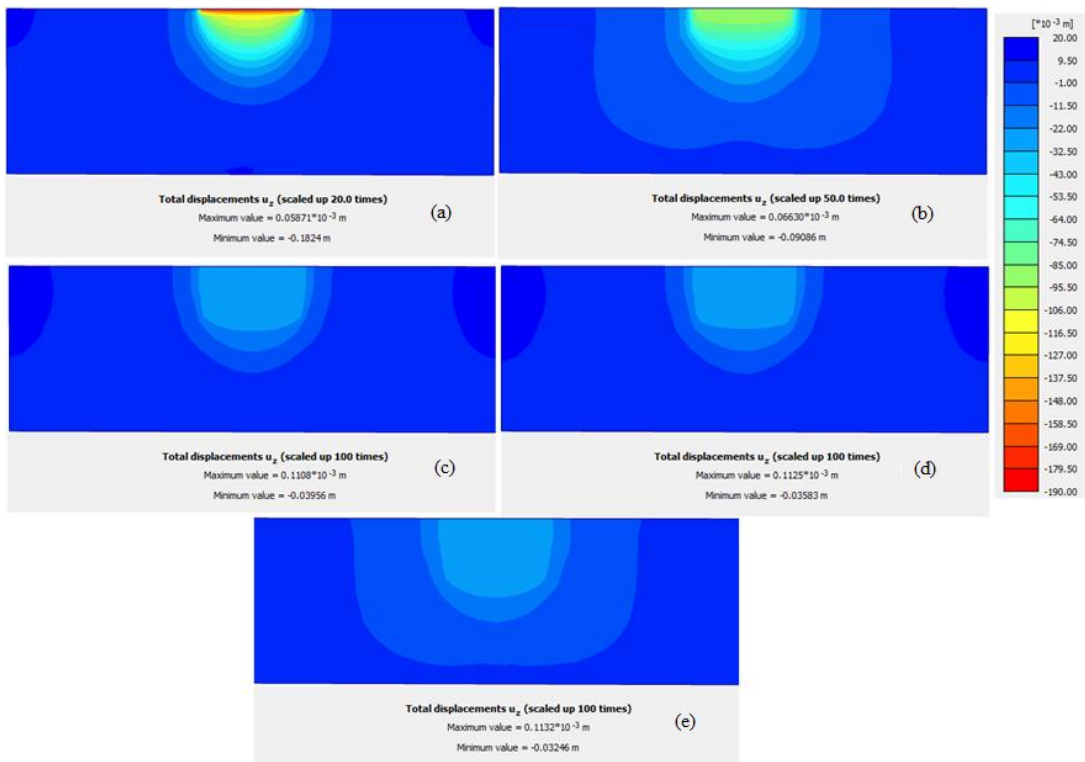 Total displacements uz (scaled up 20.0 times)
Maximum value = 0.05871*10-3 m
Minimum value = -0.1824 m
(a)
Total displacements uz (scaled up 50.0 times)
Maximum value = 0.06630*10-3 m
Minimum value = -0.09086 m
(b)
[*10-3 m]
20.00
9.50
-1.00
-11.50
-22.00
-32.50
-43.00
-53.50
-64.00
-74.50
-85.00
-95.50
-106.00
-116.50
-127.00
-137.50
-148.00
-158.50
-169.00
-179.50
-190.00
Total displacements uz (scaled up 100 times)
Maximum value = 0.1108*10-3 m
Minimum value = -0.03956 m
(c)
Total displacements uz (scaled up 100 times)
Maximum value = 0.1125*10-3 m
Minimum value = -0.03583 m
(d)
Total displacements uz (scaled up 100 times)
Maximum value = 0.1132*10-3 m
Minimum value = -0.03246 m
(e)